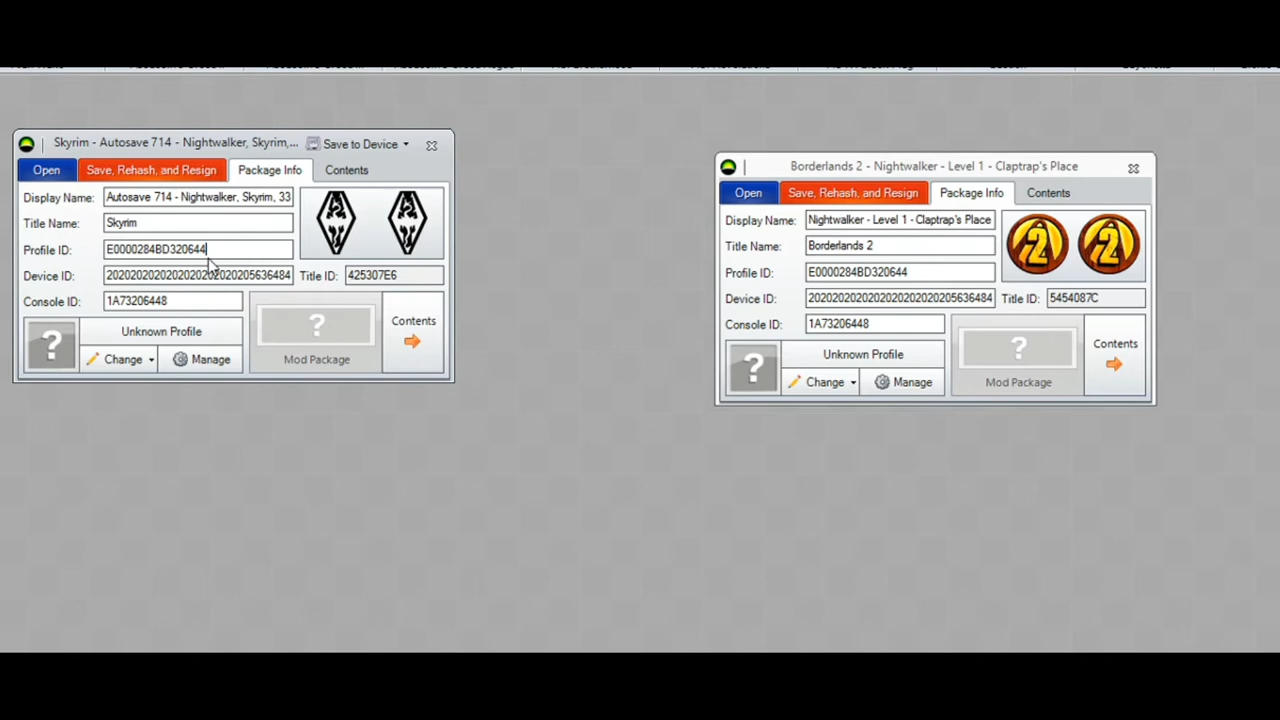 Skyrim - Autosave 714 - Nightwalker, Skyrim,... Save to Device
Open Save, Rehash, and Resign Package Info Contents
Display Name: Autosave 714 - Nightwalker, Skyrim, 33
Title Name: Skyrim
Profile ID: E0000284BD320644
Device ID: 2020202020202020202020205636484 Title ID: 425307E6
Console ID: 1A73206448
? Unknown Profile
Change Manage
?
Mod Package
Contents
Borderlands 2 - Nightwalker - Level 1 - Claptrap's Place
Open Save, Rehash, and Resign Package Info Contents
Display Name: Nightwalker - Level 1 - Claptrap's Place
Title Name: Borderlands 2
Profile ID: E0000284BD320644
Device ID: 2020202020202020202020205636484 Title ID: 5454087C
Console ID: 1A73206448
? Unknown Profile
Change Manage
?
Mod Package
Contents
2 2